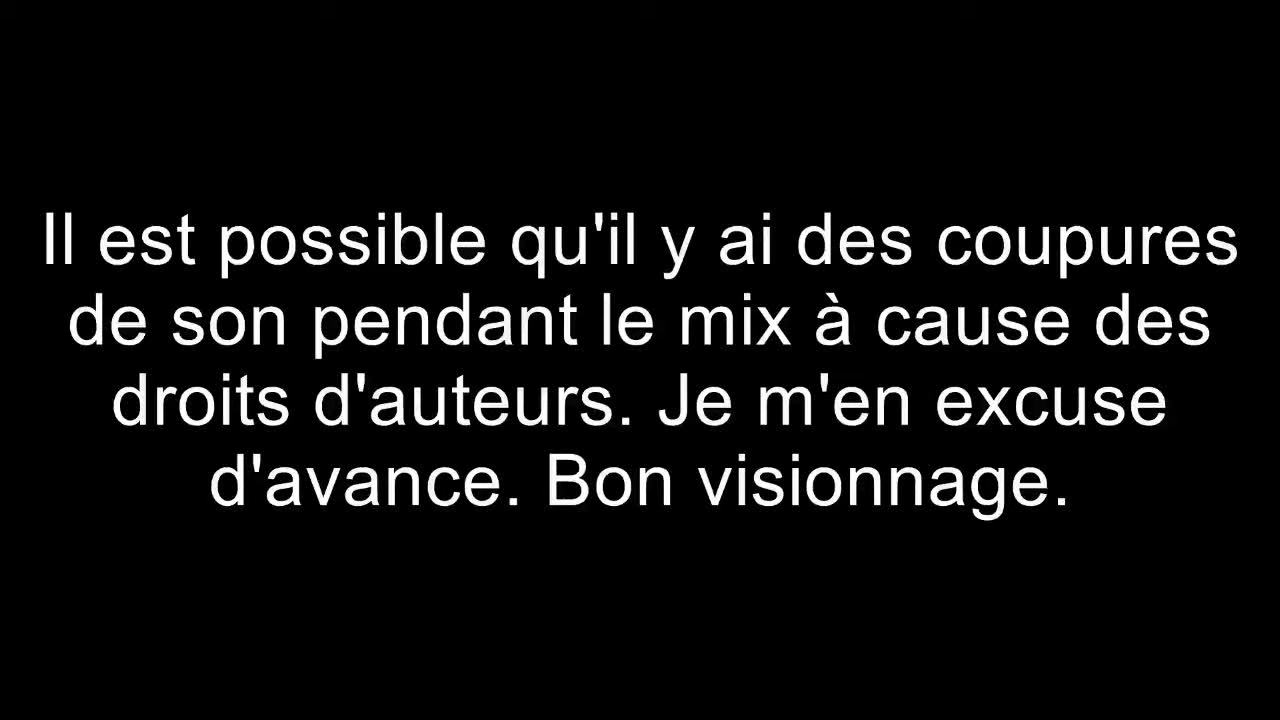 Il est possible qu'il y ai des coupures
de son pendant le mix à cause des
droits d'auteurs. Je m'en excuse
d'avance. Bon visionnage.